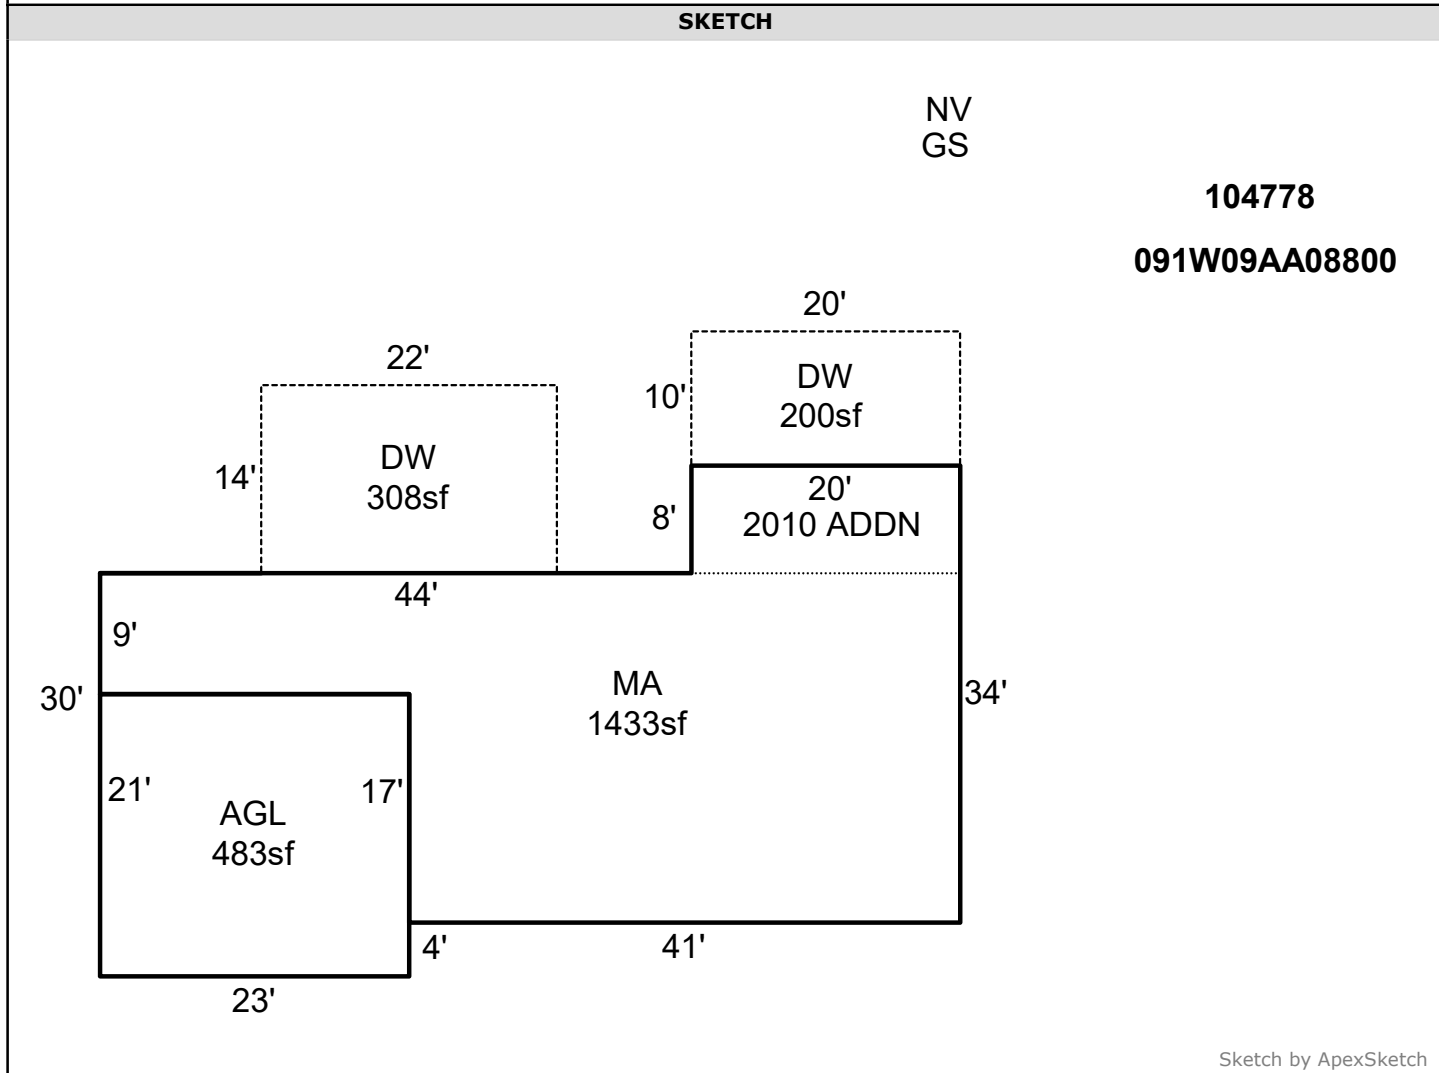 SKETCH
NV
GS
104778
091W09AA08800
20'
22'
10'
DW
200sf
14'
DW
308sf
20'
8'
2010 ADDN
44'
9'
30'
MA
1433sf
34'
21'
17'
AGL
483sf
4'
41'
23'
Sketch by ApexSketch